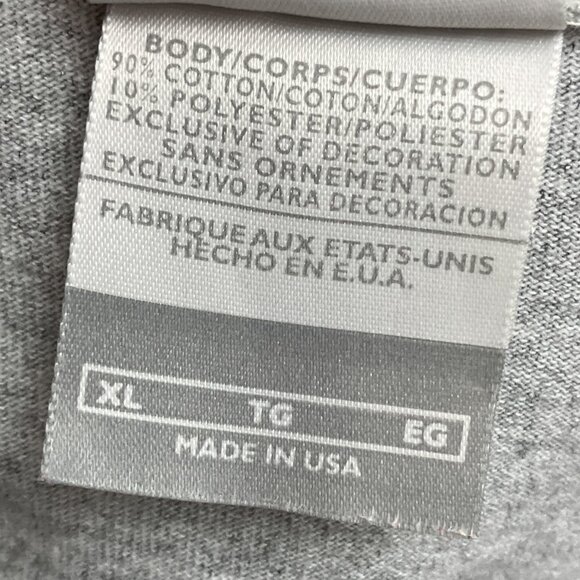 BODY/CORPS/CUERPO:
90% COTTON/COTON/ALGODON
10% POLYESTER/POLIESTER
EXCLUSIVE OF DECORATION
SANS ORNEMENTS
EXCLUSIVO PARA DECORACION
FABRIQUE AUX ETATS-UNIS
HECHO EN E.U.A.
XL TG EG
MADE IN USA